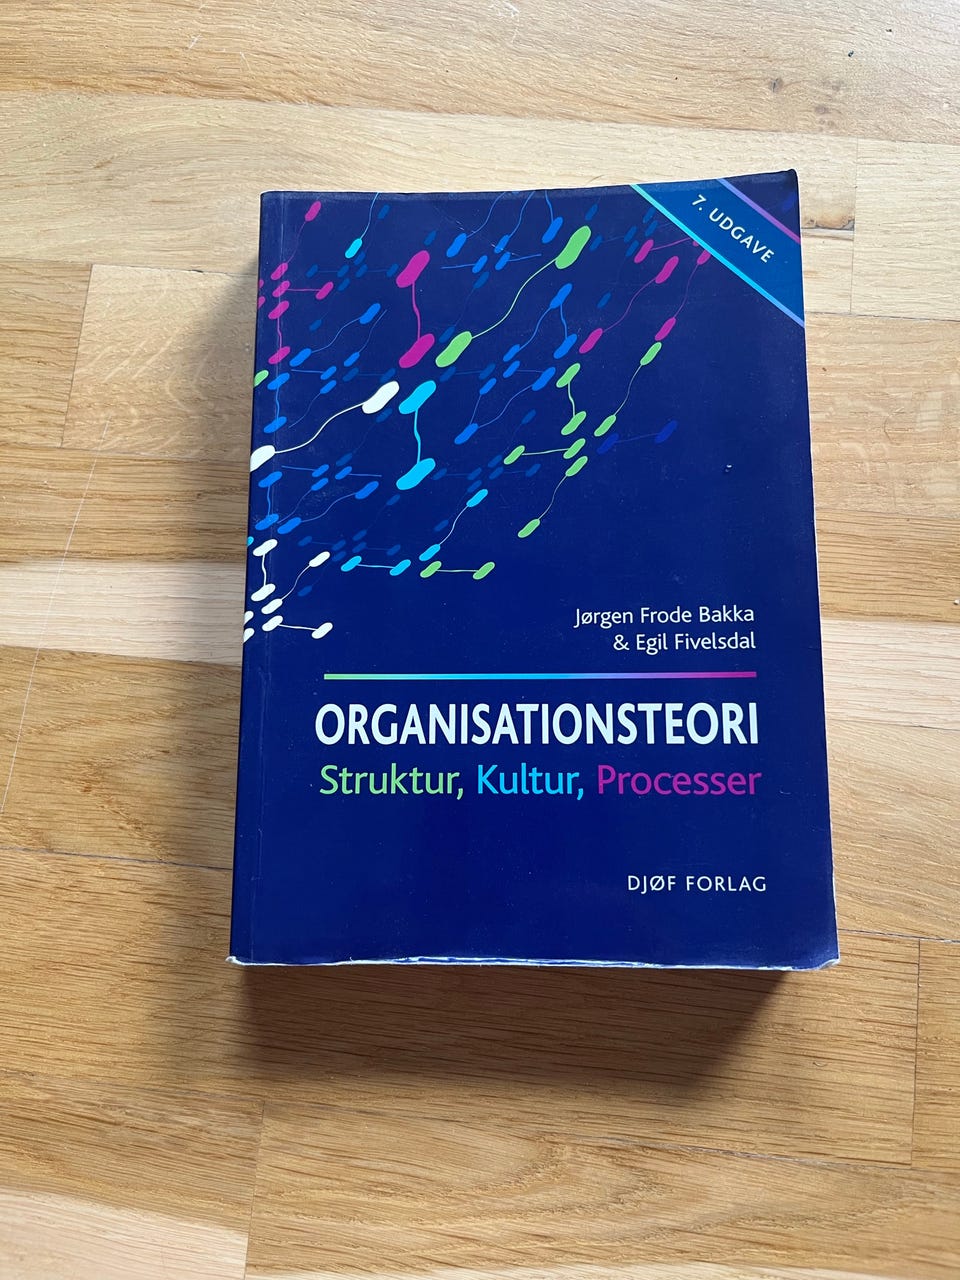 7. UDGAVE
Jørgen Frode Bakka
& Egil Fivelsdal
ORGANISATIONSTEORI
Struktur, Kultur, Processer
DJØF FORLAG